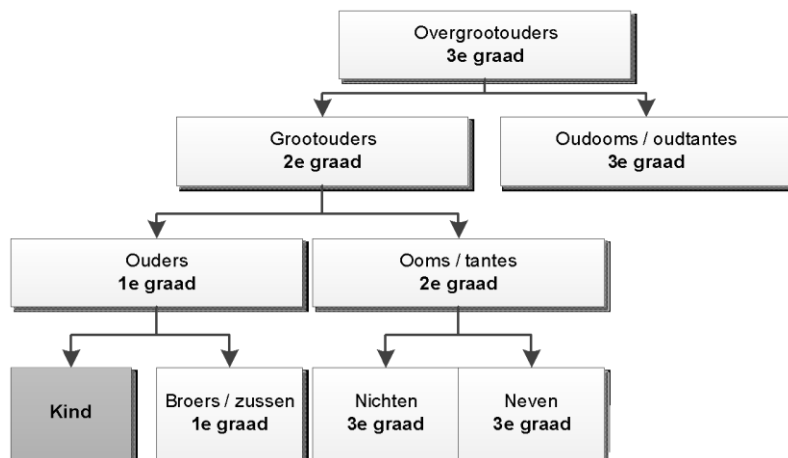 Overgrootouders
3e graad
Grootouders
2e graad
Oudooms / oudtantes
3e graad
Ouders
1e graad
Ooms / tantes
2e graad
Kind
Broers / zussen
1e graad
Nichten
3e graad
Neven
3e graad